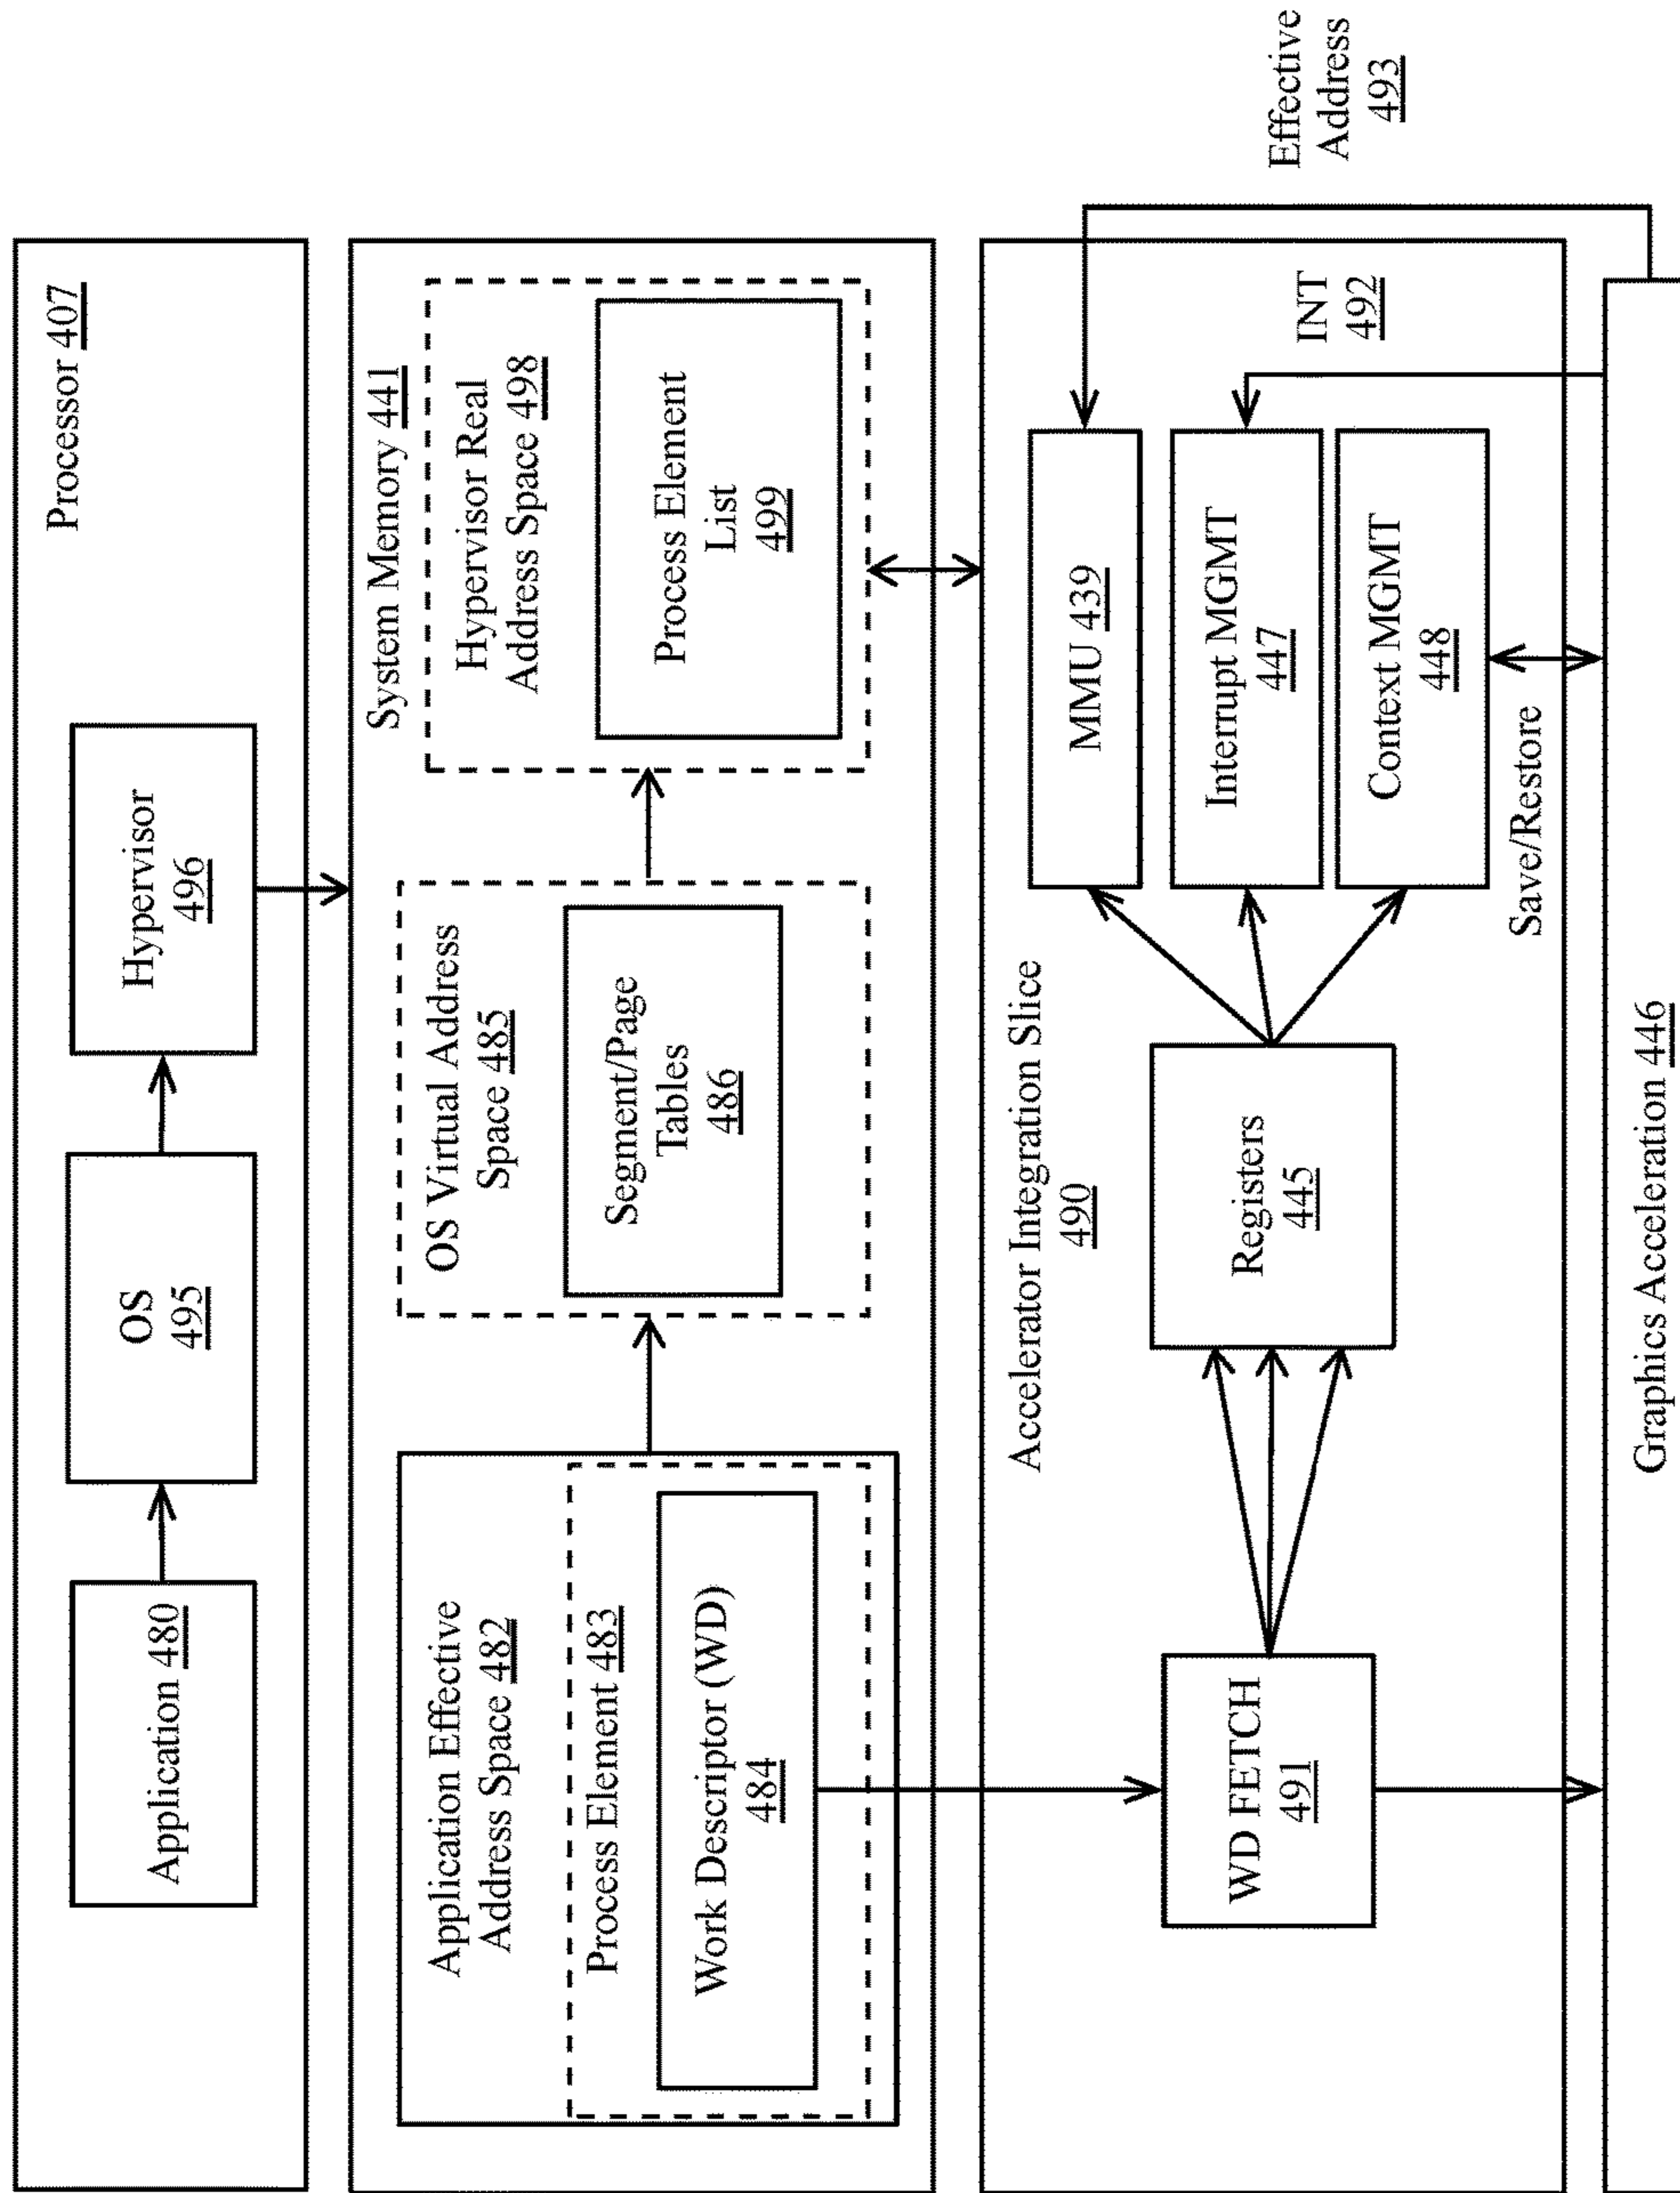 Processor 407
Application 480
OS
495
Hypervisor
496
System Memory 441
Application Effective
Address Space 482
Process Element 483
Work Descriptor (WD)
484
OS Virtual Address
Space 485
Segment/Page
Tables
486
Hypervisor Real
Address Space 498
Process Element
List
499
Accelerator Integration Slice
490
WD FETCH
491
Registers
445
MMU 439
Interrupt MGMT
447
Context MGMT
448
Save/Restore
INT
492
Effective
Address
493
Graphics Acceleration 446